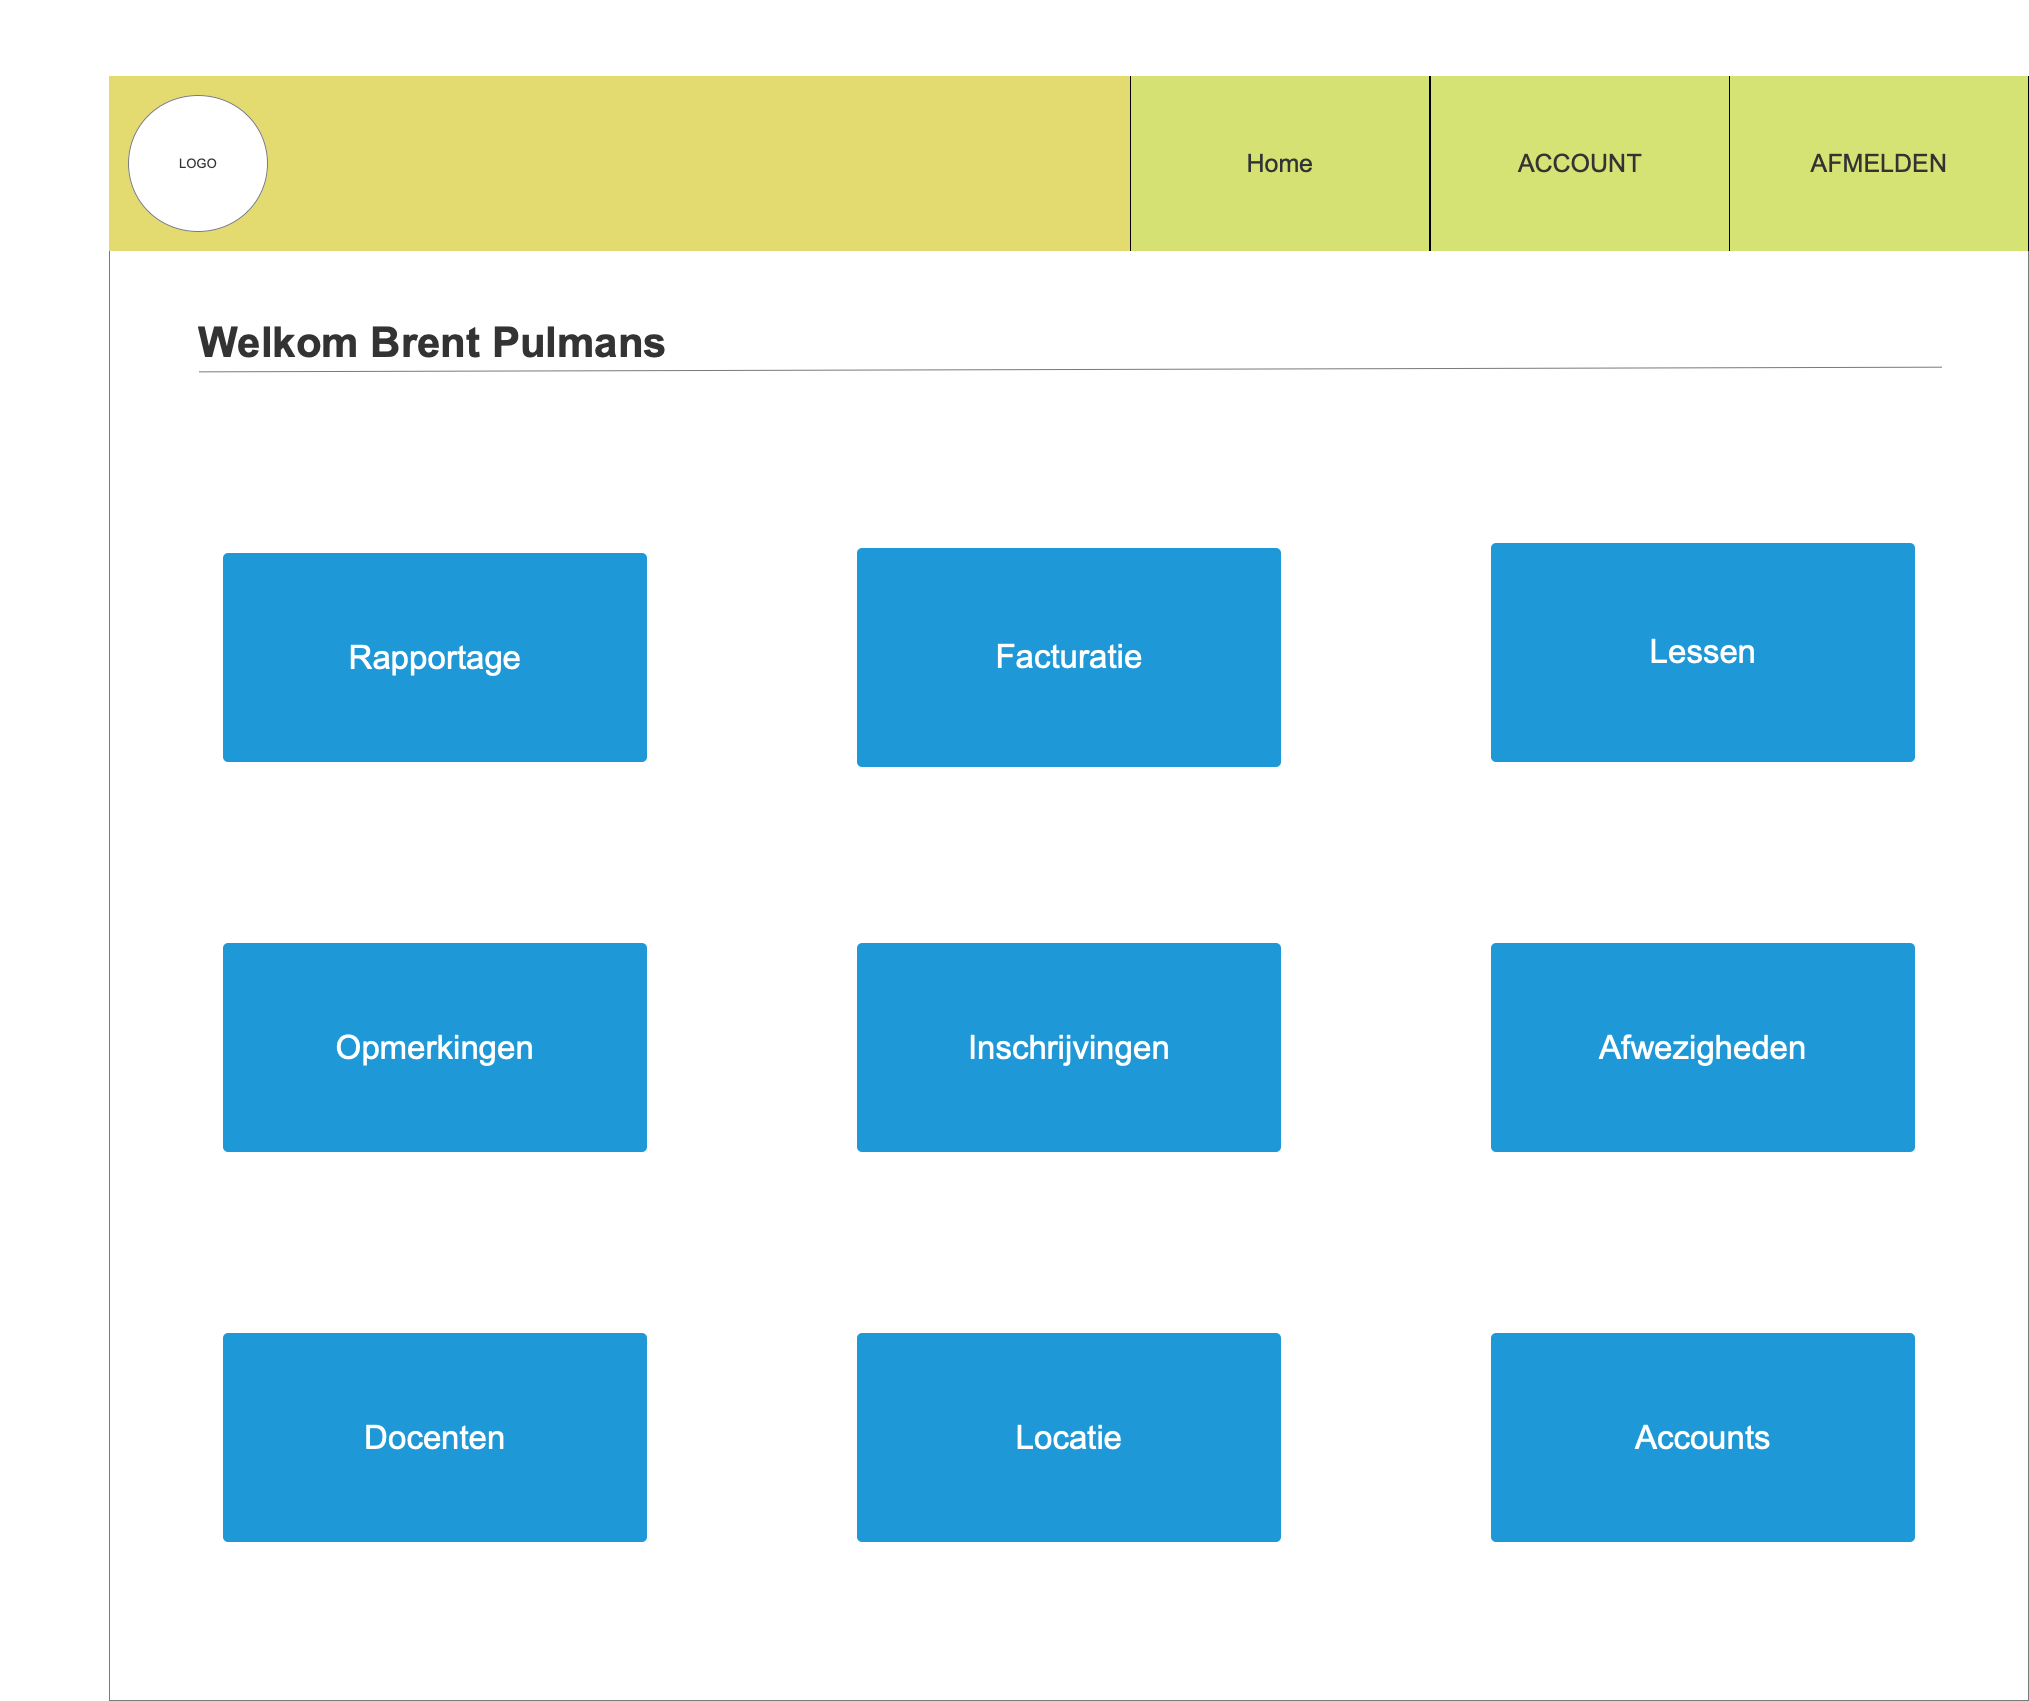 LOGO
Home
ACCOUNT
AFMELDEN
Welkom Brent Pulmans
Rapportage
Facturatie
Lessen
Opmerkingen
Inschrijvingen
Afwezigheden
Docenten
Locatie
Accounts